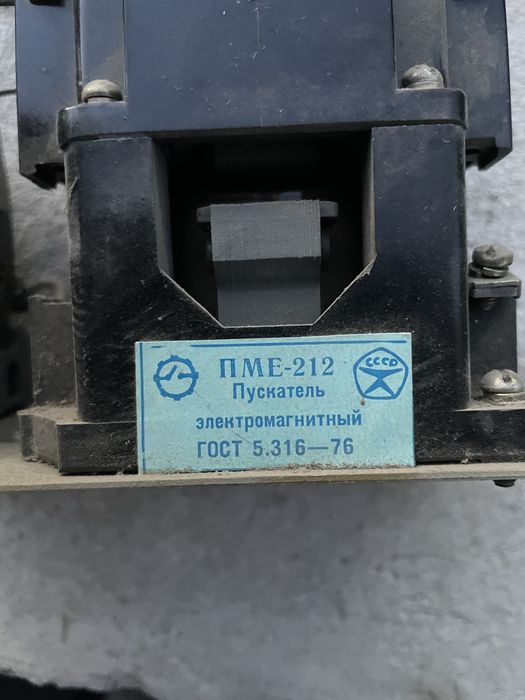 ПМЕ-212
СССР
Пускатель
электромагнитный
ГОСТ 5.316—76